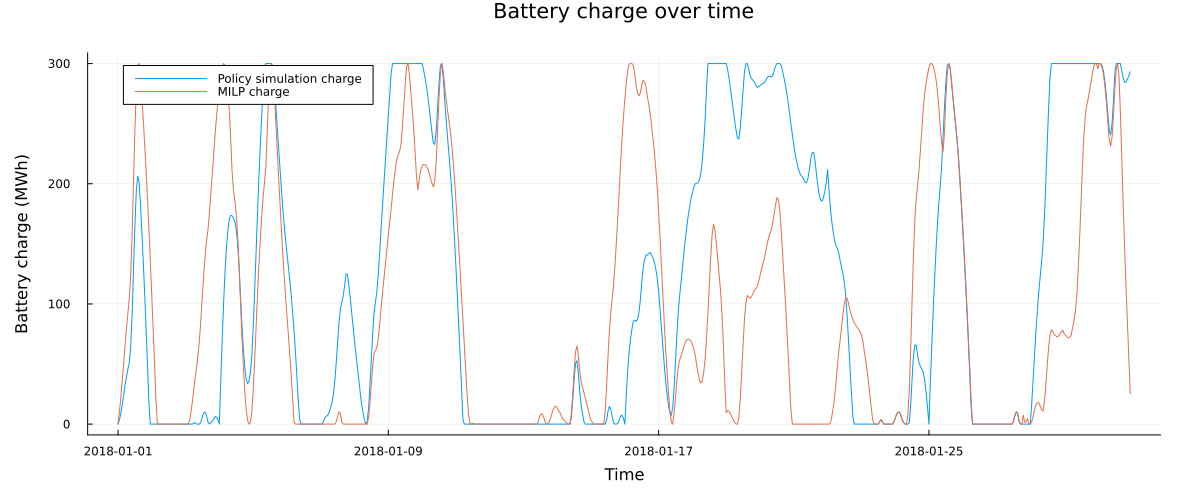 Battery charge over time
Policy simulation charge
MILP charge
Battery charge (MWh)
300
200
100
0
2018-01-01
2018-01-09
2018-01-17
2018-01-25
Time